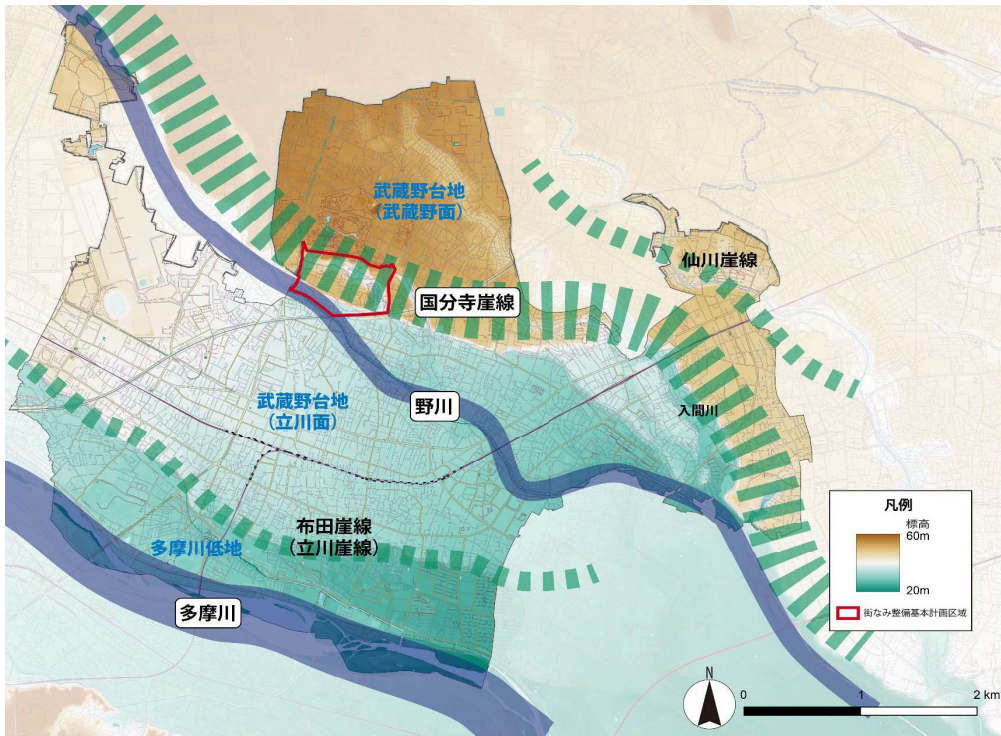 武蔵野台地
(武蔵野面)
仙川崖線
国分寺崖線
武蔵野台地
(立川面)
野川
入間川
布田崖線
(立川崖線)
多摩川低地
多摩川
凡例
標高
60m
20m
街なみ整備基本計画区域
N
0
1
2 km